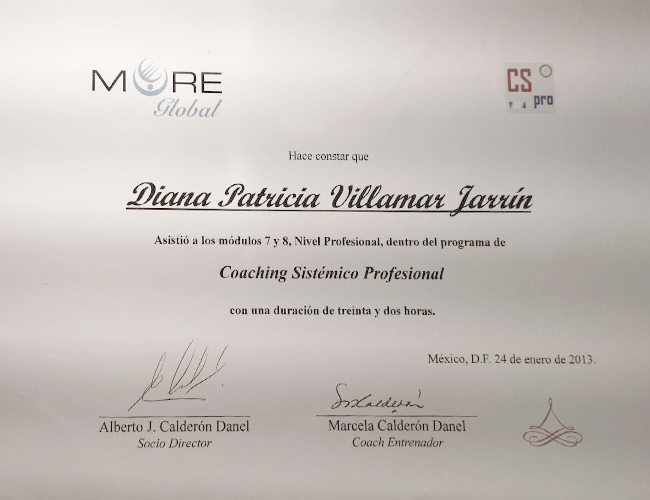 MORE
Global
CS
pro
Hace constar que
Diana Patricia Villamar Jarrín
Asistió a los módulos 7 y 8, Nivel Profesional, dentro del programa de
Coaching Sistémico Profesional
con una duración de treinta y dos horas.
México, D.F. 24 de enero de 2013.
Alberto J. Calderón Danel
Socio Director
Marcela Calderón Danel
Coach Entrenador